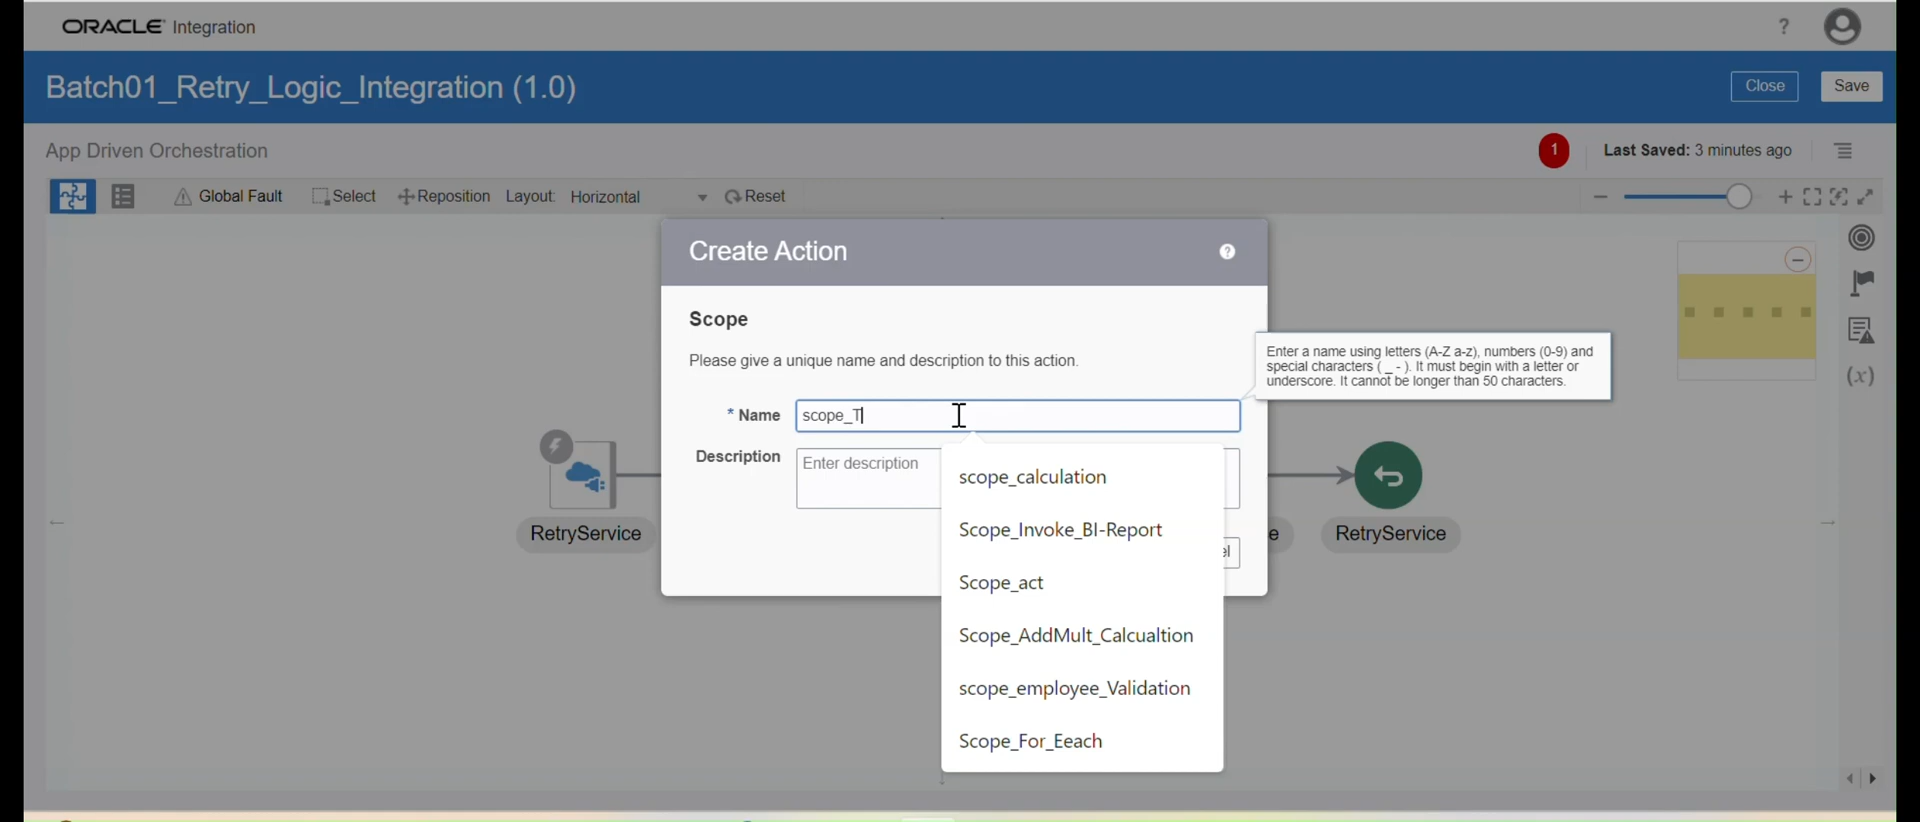 ORACLE Integration
?
Batch01_Retry_Logic_Integration (1.0)
Close
Save
App Driven Orchestration
1
Last Saved: 3 minutes ago
Global Fault
Select
Reposition
Layout: Horizontal
Reset
Create Action
?
Scope
Please give a unique name and description to this action.
Enter a name using letters (A-Z a-z), numbers (0-9) and
special characters ( _ - ). It must begin with a letter or
underscore. It cannot be longer than 50 characters.
(x)
* Name
scope_T
Description
Enter description
scope_calculation
Scope_Invoke_BI-Report
Scope_act
Scope_AddMult_Calcualtion
scope_employee_Validation
Scope_For_Eeach
RetryService
e
RetryService
el